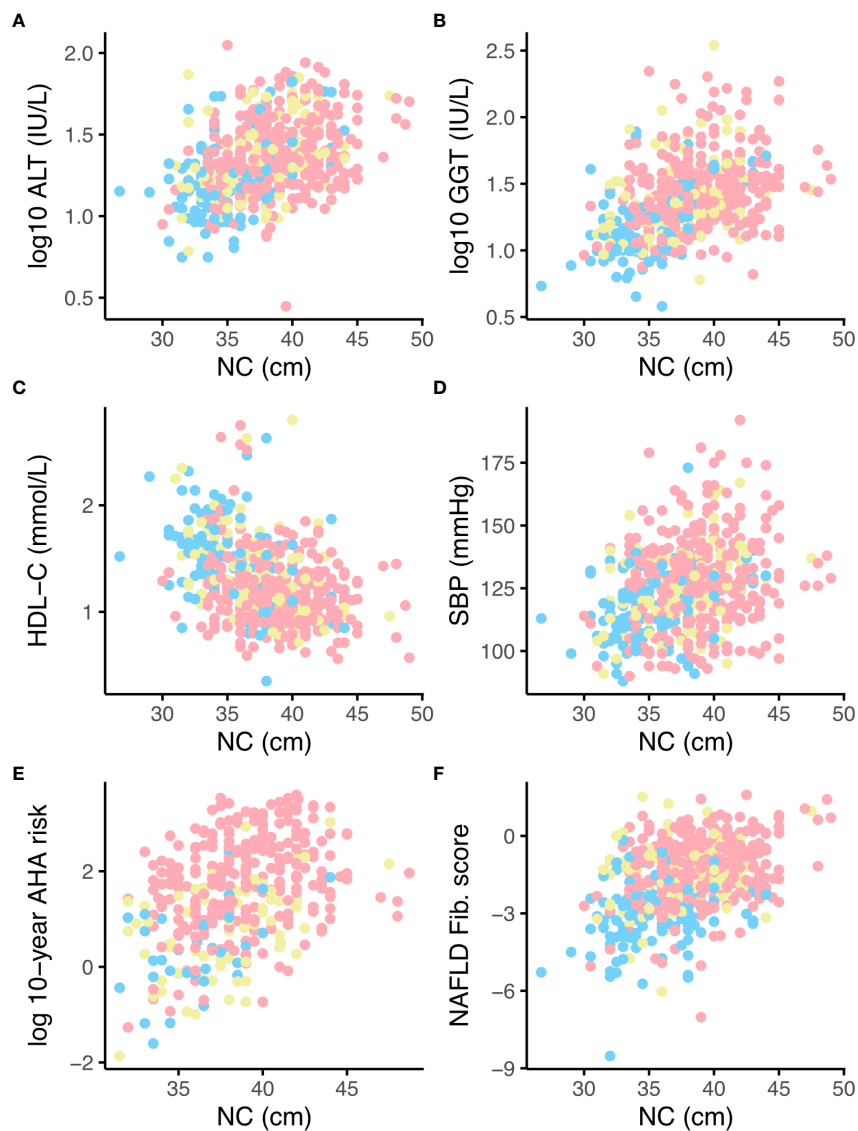 A
B
log10 ALT (IU/L)
2.0
1.5
1.0
0.5
30 35 40 45 50
NC (cm)
log10 GGT (IU/L)
2.5
2.0
1.5
1.0
0.5
30 35 40 45 50
NC (cm)
C
D
HDL−C (mmol/L)
2
1
30 35 40 45 50
NC (cm)
SBP (mmHg)
175
150
125
100
30 35 40 45 50
NC (cm)
E
F
log 10−year AHA risk
2
0
−2
35 40 45
NC (cm)
NAFLD Fib. score
0
−3
−6
−9
30 35 40 45 50
NC (cm)